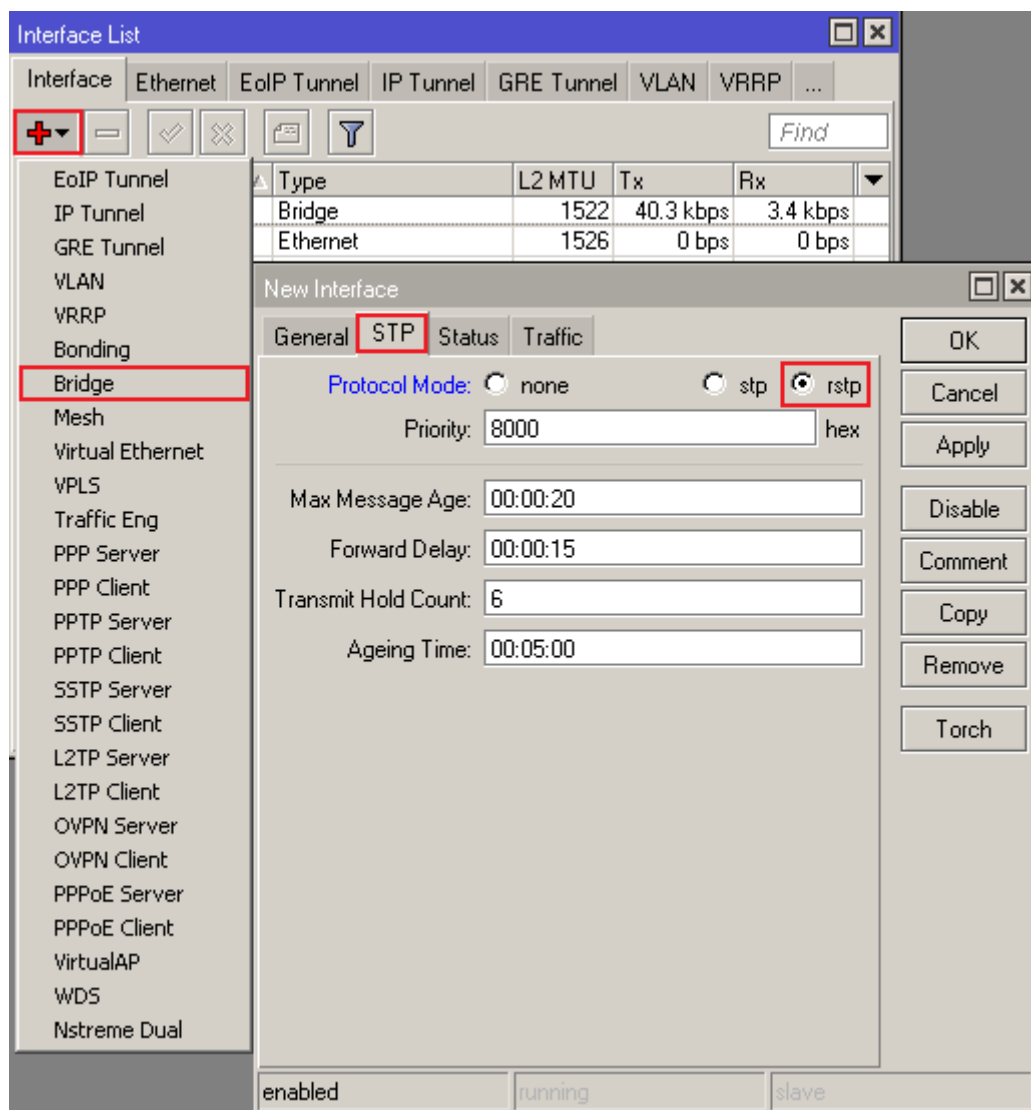 Interface List
Interface Ethernet EoIP Tunnel IP Tunnel GRE Tunnel VLAN VRRP ...
Find
Type L2 MTU Tx Rx
Bridge 1522 40.3 kbps 3.4 kbps
Ethernet 1526 0 bps 0 bps
EoIP Tunnel
IP Tunnel
GRE Tunnel
VLAN
VRRP
Bonding
Bridge
Mesh
Virtual Ethernet
VPLS
Traffic Eng
PPP Server
PPP Client
PPTP Server
PPTP Client
SSTP Server
SSTP Client
L2TP Server
L2TP Client
OVPN Server
OVPN Client
PPPoE Server
PPPoE Client
VirtualAP
WDS
Nstreme Dual
New Interface
General STP Status Traffic
Protocol Mode: none stp rstp
Priority: 8000 hex
Max Message Age: 00:00:20
Forward Delay: 00:00:15
Transmit Hold Count: 6
Ageing Time: 00:05:00
OK
Cancel
Apply
Disable
Comment
Copy
Remove
Torch
enabled running slave